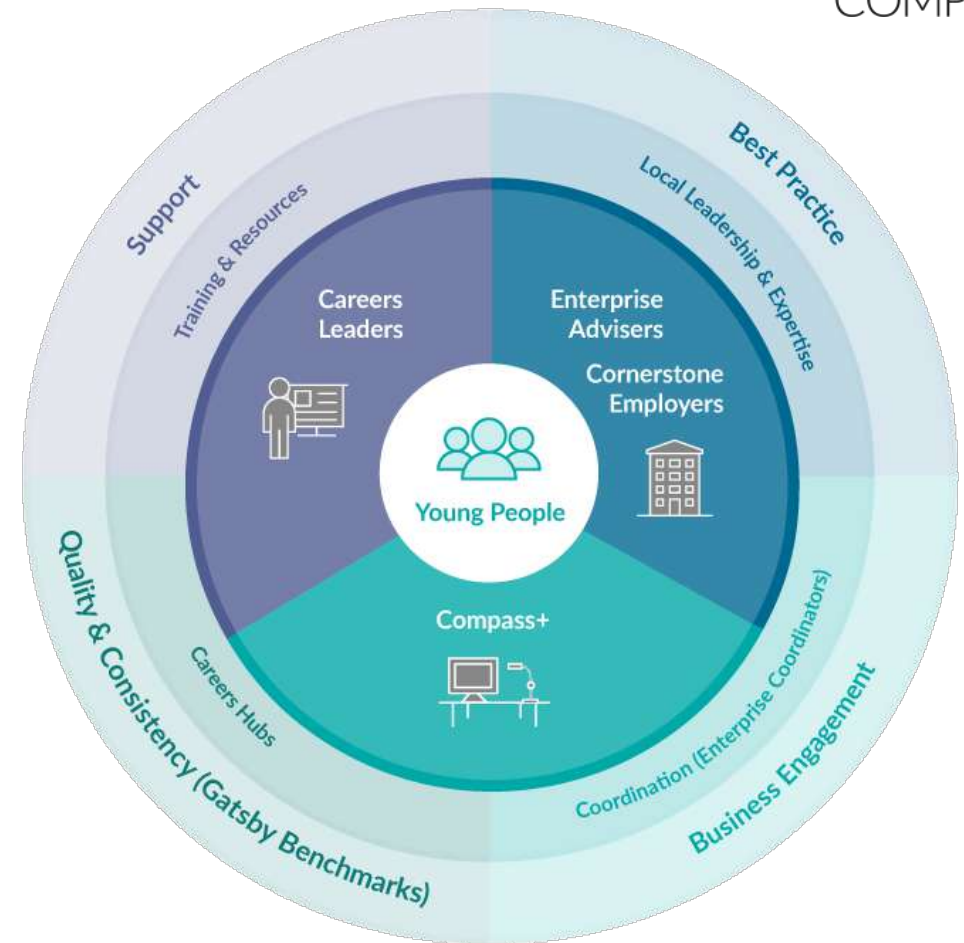 COMP
Best Practice
Local Leadership & Expertise
Support
Training & Resources
Careers
Leaders
Enterprise
Advisers
Cornerstone
Employers
Young People
Compass+
Quality & Consistency (Gatsby Benchmarks)
Careers Hubs
Coordination (Enterprise Coordinators)
Business Engagement